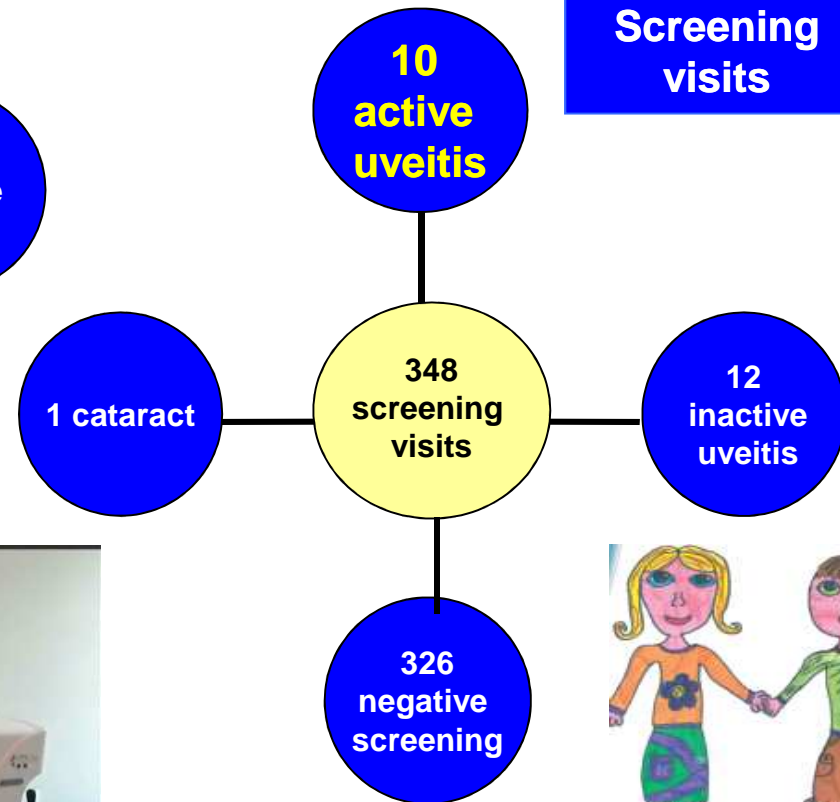 Screening
visits
10
active
uveitis
1 cataract
348
screening
visits
12
inactive
uveitis
326
negative
screening